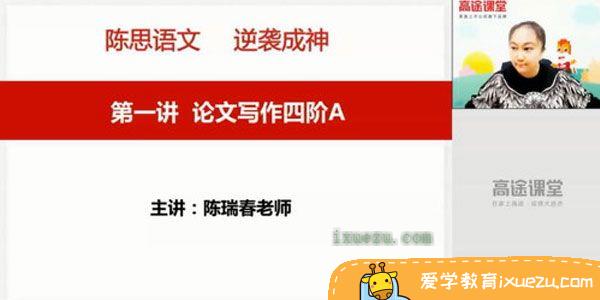 陈思语文 逆袭成神
第一讲 论文写作四阶A
主讲：陈瑞春老师
ixuezu.com
高途课堂
高途课堂
爱学教育ixuezu.com